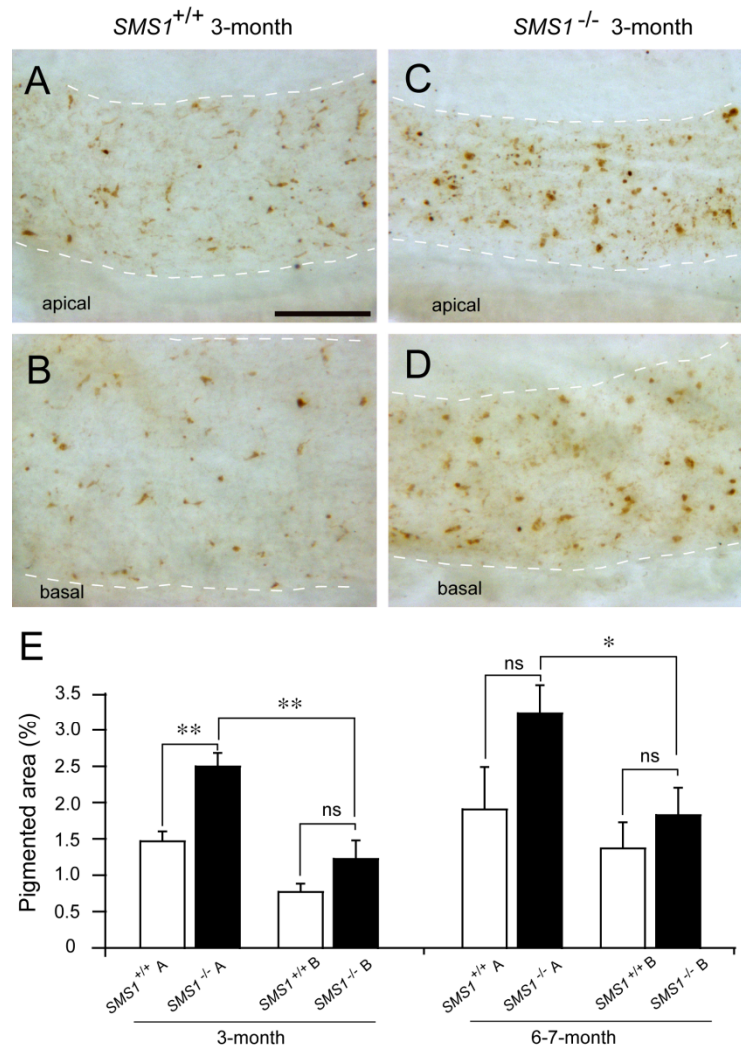 SMS1+/+ 3-month
SMS1-/- 3-month
A
apical
C
apical
B
basal
D
basal
E
Pigmented area (%)
3.5
3.0
2.5
2.0
1.5
1.0
0.5
0
**
**
ns
ns
*
ns
SMS1+/+ A
SMS1-/- A
SMS1+/+ B
SMS1-/- B
SMS1+/+ A
SMS1-/- A
SMS1+/+ B
SMS1-/- B
3-month
6-7-month